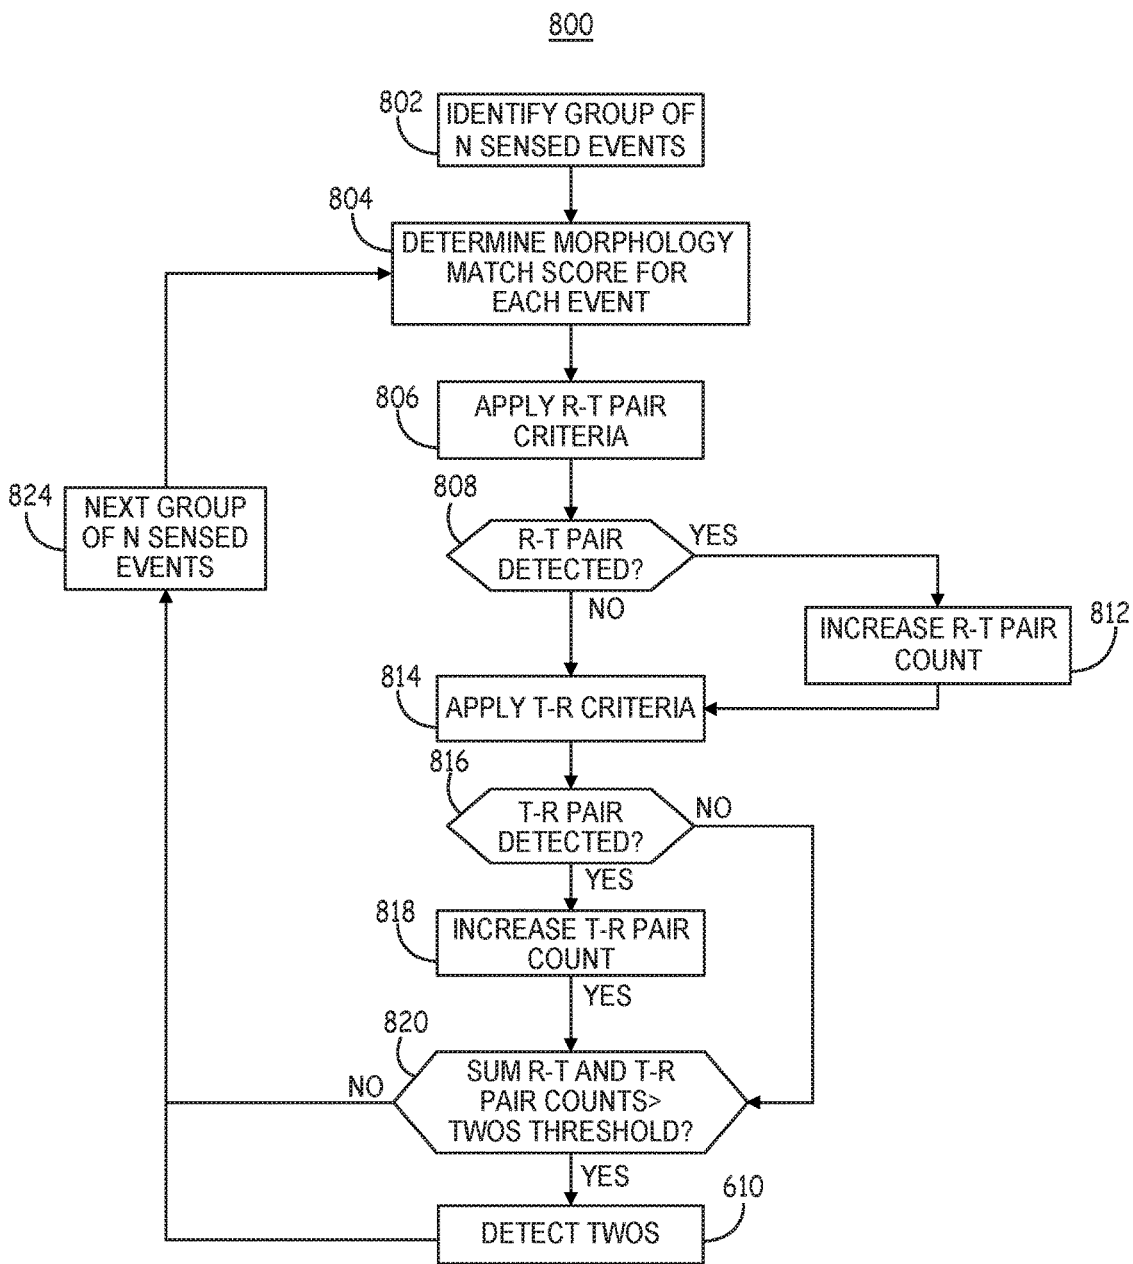 800
802
IDENTIFY GROUP OF
N SENSED EVENTS
804
DETERMINE MORPHOLOGY
MATCH SCORE FOR
EACH EVENT
806
APPLY R-T PAIR
CRITERIA
824
NEXT GROUP
OF N SENSED
EVENTS
808
R-T PAIR
DETECTED?
YES
NO
INCREASE R-T PAIR
COUNT
812
814
APPLY T-R CRITERIA
816
T-R PAIR
DETECTED?
NO
YES
818
INCREASE T-R PAIR
COUNT
YES
820
NO
SUM R-T AND T-R
PAIR COUNTS>
TWOS THRESHOLD?
YES
610
DETECT TWOS